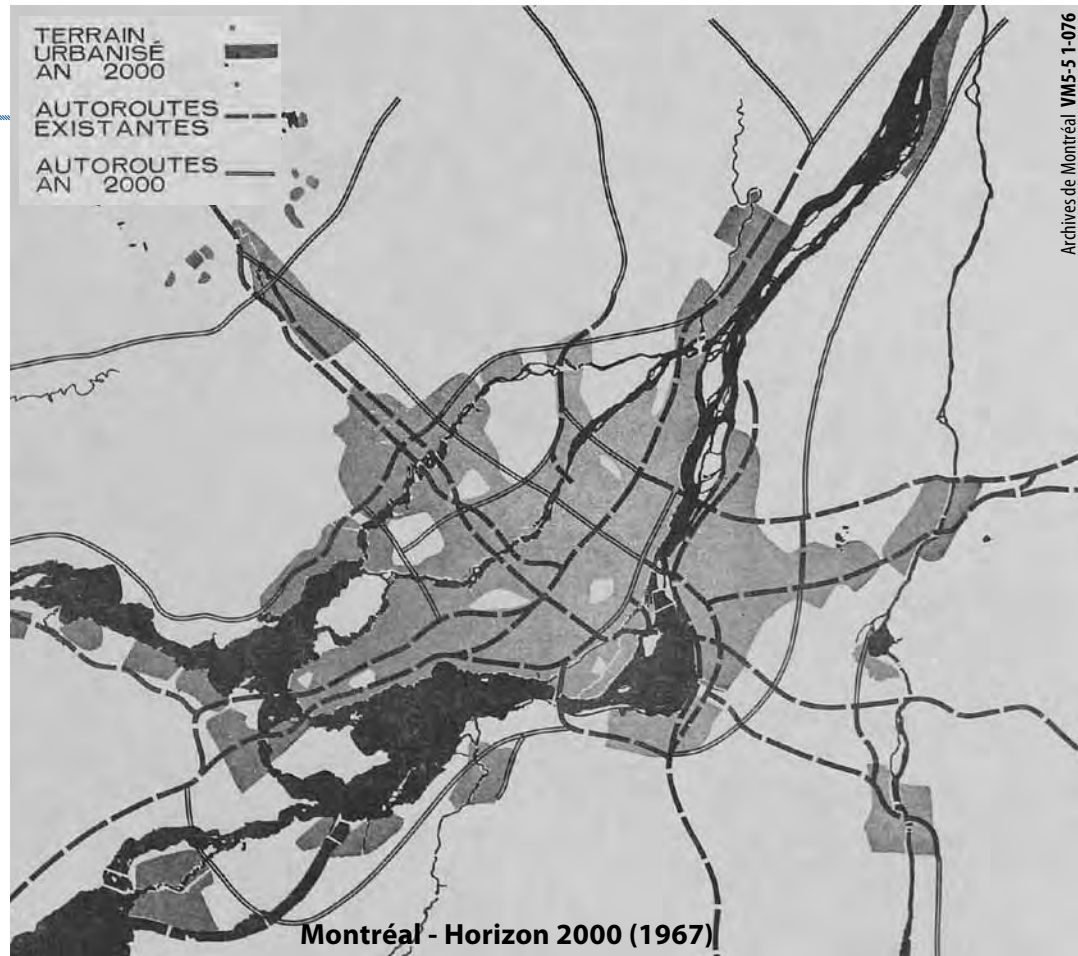 TERRAIN
URBANISÉ
AN 2000
AUTOROUTES
EXISTANTES
AUTOROUTES
AN 2000
Archives de Montréal VM5-5 1-076
Montréal - Horizon 2000 (1967)